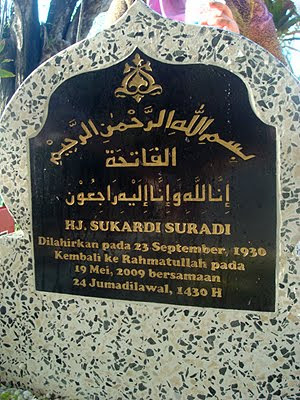 بسم الله الرحمن الرحيم
الفاتحة
إنا لله وإنا إليه راجعون
HJ. SUKARDI SURADI
Dilahirkan pada 23 September, 1930
Kembali ke Rahmatullah pada
19 Mei, 2009 bersamaan
24 Jumadilawal, 1430 H